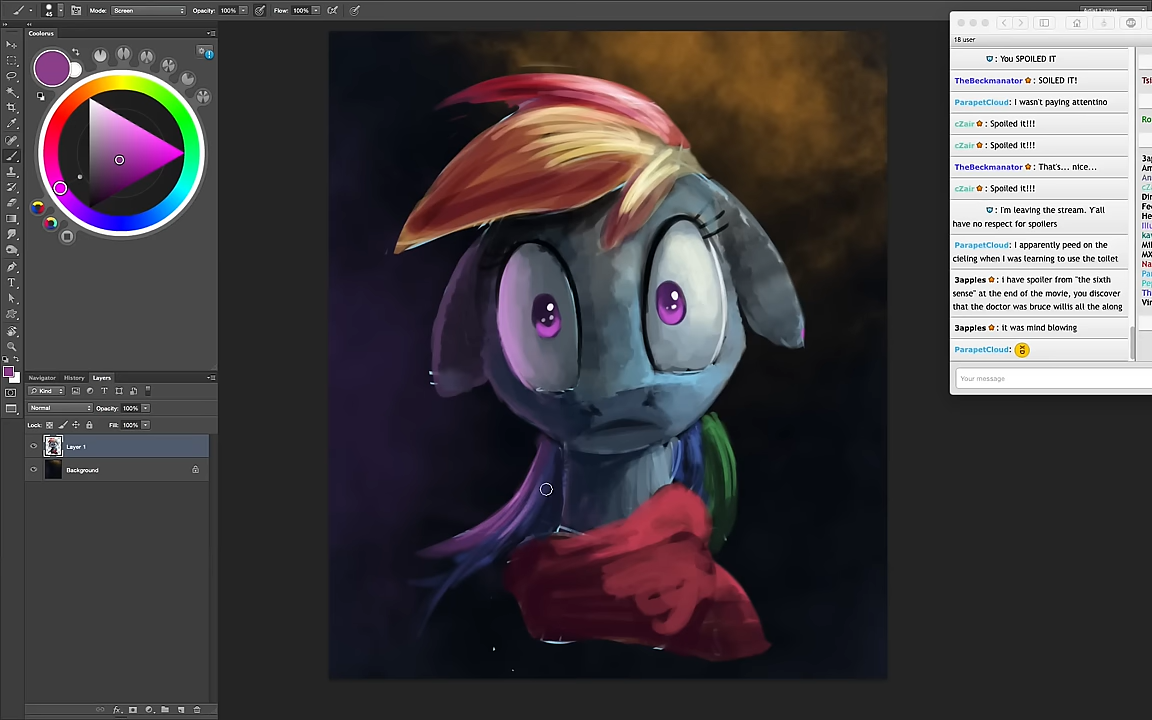 45
Mode: Screen
Opacity: 100%
Flow: 100%
Artist Layout
Coolorus
Navigator
History
Layers
Kind
Normal
Opacity: 100%
Lock:
Fill: 100%
Layer 1
Background
18 user
: You SPOILED IT
TheBeckmanator : SOILED IT!
ParapetCloud: I wasn't paying attentino
cZair : Spoiled it!!!
cZair : Spoiled it!!!
TheBeckmanator : That's... nice...
cZair : Spoiled it!!!
: I'm leaving the stream. Y'all
have no respect for spoilers
ParapetCloud: I apparently peed on the
cieling when I was learning to use the toilet
3apples : i have spoiler from "the sixth
sense" at the end of the movie, you discover
that the doctor was bruce willis all the along
3apples : it was mind blowing
ParapetCloud:
Your message